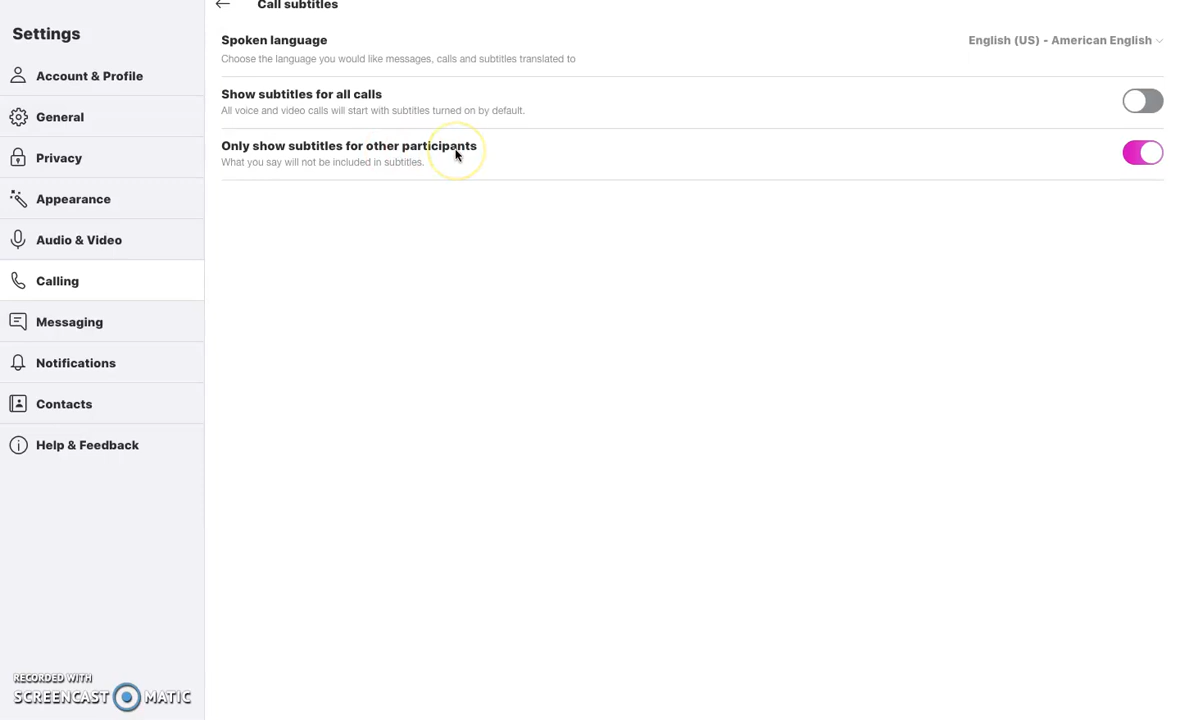 Call subtitles
Settings
Spoken language
English (US) - American English
Choose the language you would like messages, calls and subtitles translated to
Account & Profile
Show subtitles for all calls
All voice and video calls will start with subtitles turned on by default.
General
Only show subtitles for other participants
What you say will not be included in subtitles.
Privacy
Appearance
Audio & Video
Calling
Messaging
Notifications
Contacts
Help & Feedback
RECORDED WITH
SCREENCAST MATIC